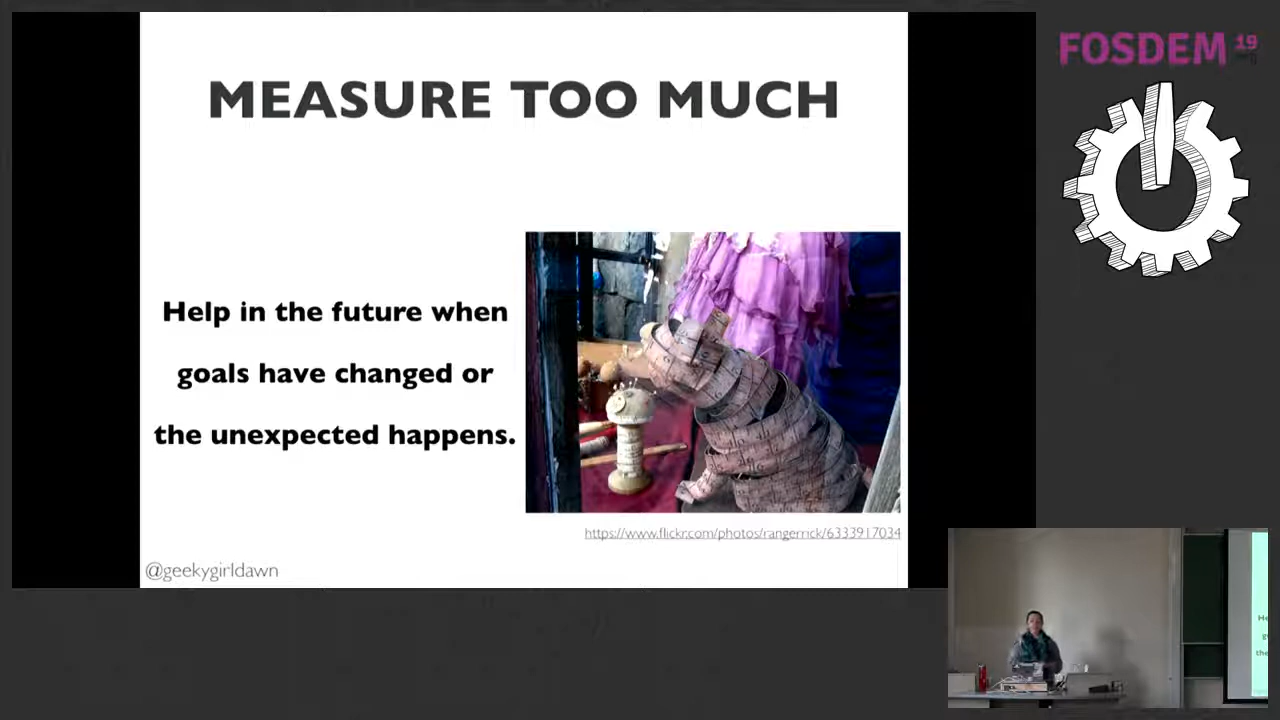 MEASURE TOO MUCH
Help in the future when
goals have changed or
the unexpected happens.
https://www.flickr.com/photos/rangerrick/6333917034
@geekygirldawn
FOSDEM 19